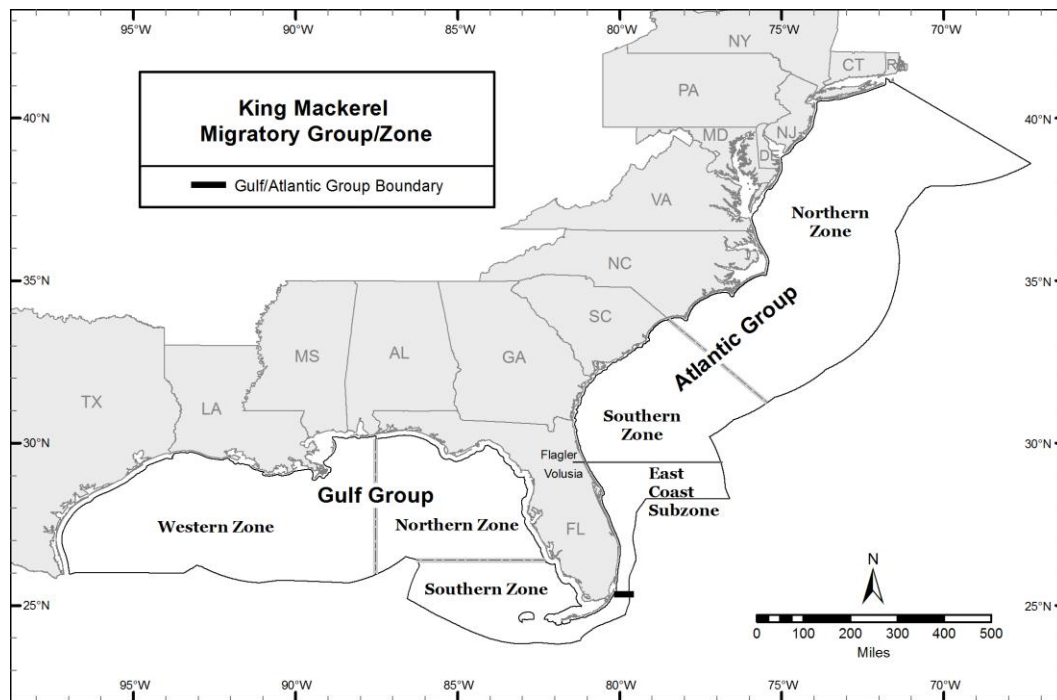 95°W 90°W 85°W 80°W 75°W 70°W
King Mackerel
Migratory Group/Zone
Gulf/Atlantic Group Boundary
NY
CT
RI
PA
40°N
40°N
NJ
MD
DE
VA
Northern
Zone
35°N
35°N
NC
SC
Atlantic Group
MS
AL
GA
TX
LA
Southern
Zone
30°N
30°N
Flagler
Volusia
East
Coast
Subzone
Gulf Group
Western Zone
Northern Zone
FL
Southern Zone
N
25°N
25°N
0 50 100 200 300 400 500
Miles
95°W 90°W 85°W 80°W 75°W 70°W